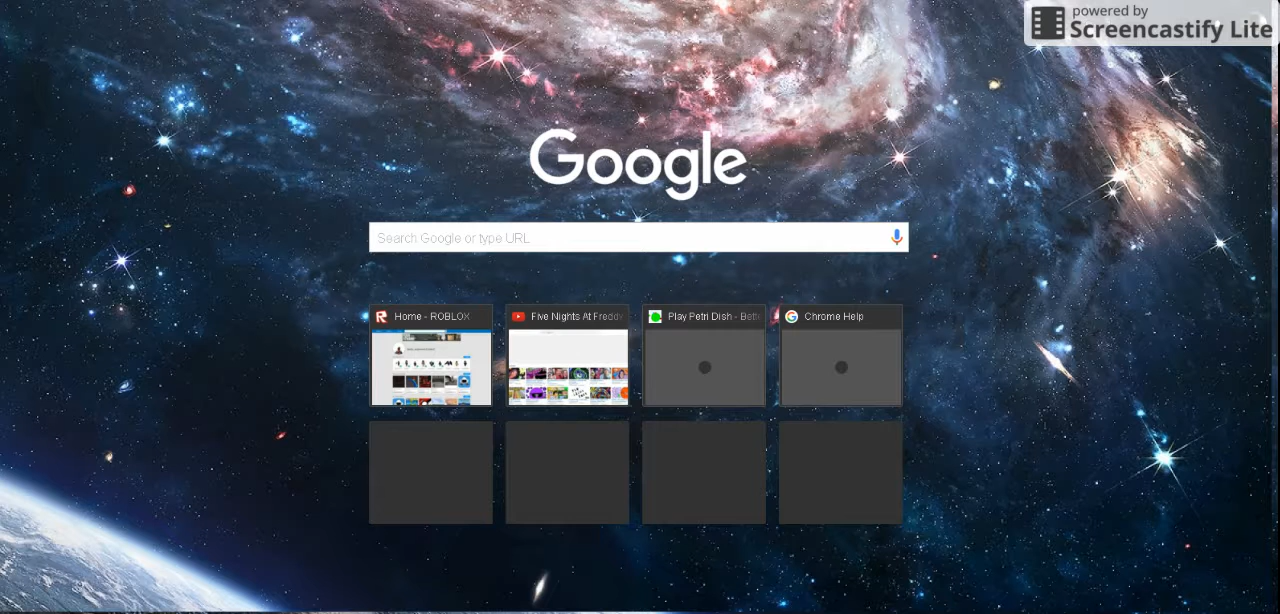 powered by
Screencastify Lite
Google
Search Google or type URL
Home - ROBLOX
Five Nights At Freddy
Play Petri Dish - Batt
Chrome Help